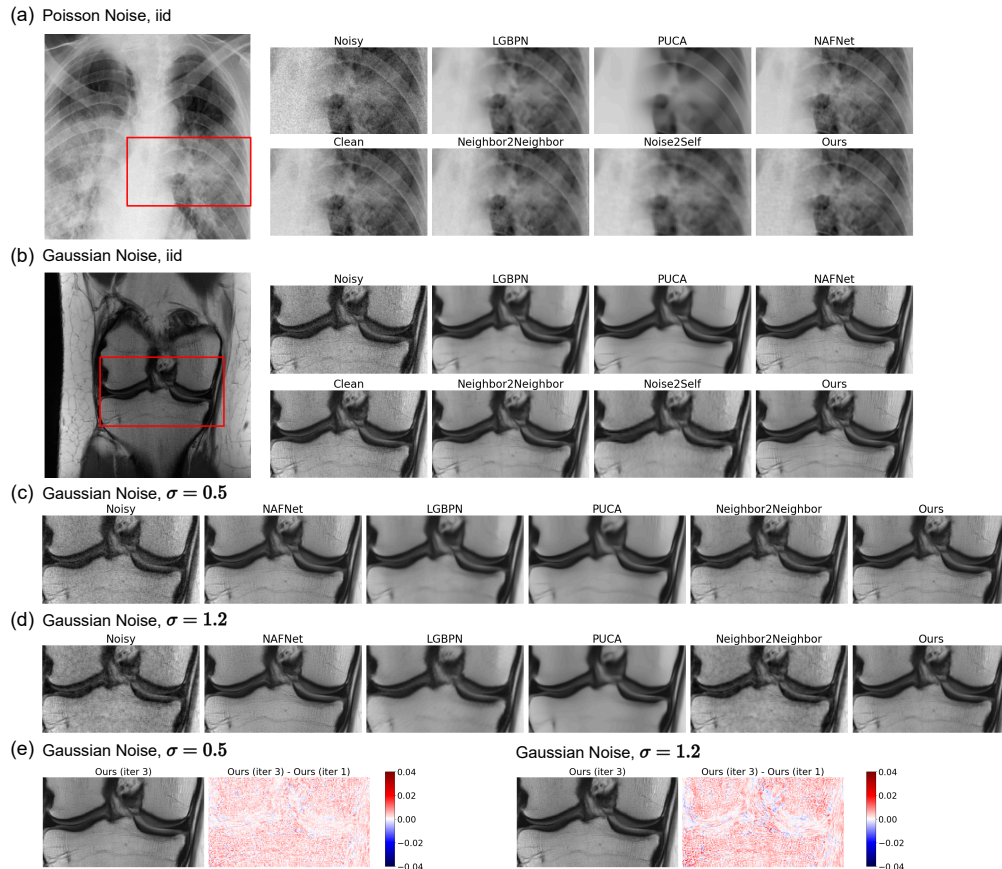 (a) Poisson Noise, iid
Noisy LGBPN PUCA NAFNet
Clean Neighbor2Neighbor Noise2Self Ours
(b) Gaussian Noise, iid
Noisy LGBPN PUCA NAFNet
Clean Neighbor2Neighbor Noise2Self Ours
(c) Gaussian Noise, σ = 0.5
Noisy NAFNet LGBPN PUCA Neighbor2Neighbor Ours
(d) Gaussian Noise, σ = 1.2
Noisy NAFNet LGBPN PUCA Neighbor2Neighbor Ours
(e) Gaussian Noise, σ = 0.5 Gaussian Noise, σ = 1.2
Ours (iter 3) Ours (iter 3) - Ours (iter 1) Ours (iter 3) Ours (iter 3) - Ours (iter 1)
0.04 0.04
0.02 0.02
0.00 0.00
−0.02 −0.02
−0.04 −0.04